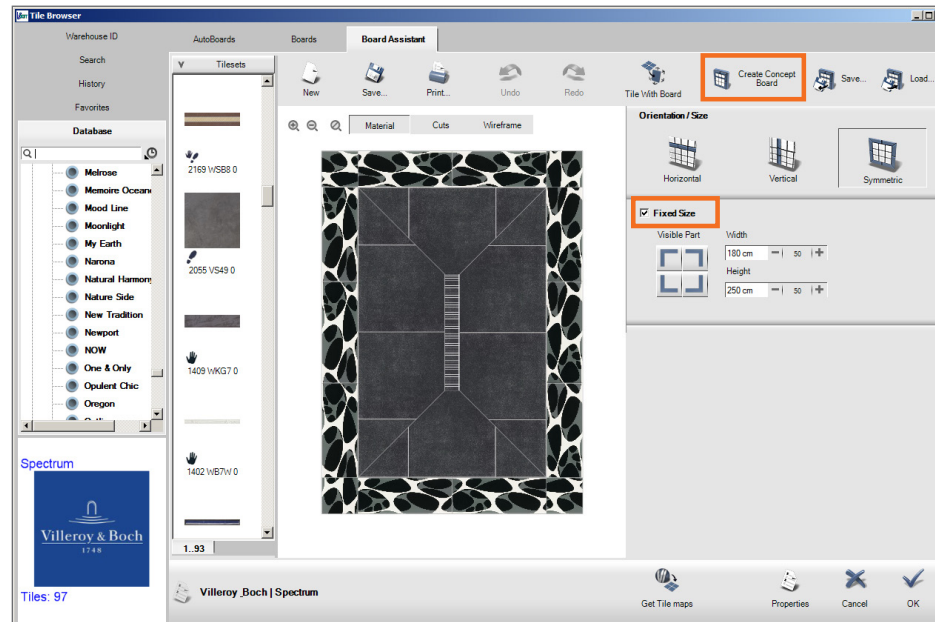 ViSoft Tile Browser
Warehouse ID
Search
History
Favorites
Database
Melrose
Memoire Oceane
Mood Line
Moonlight
My Earth
Narona
Natural Harmony
Nature Side
New Tradition
Newport
NOW
One & Only
Opulent Chic
Oregon
Spectrum
Villeroy & Boch
1748
Tiles: 97
AutoBoards
Boards
Board Assistant
V Tilesets
2169 WSB8 0
2055 VS49 0
1409 WKG7 0
1402 WB7W 0
1..93
New
Save...
Print...
Undo
Redo
Tile With Board
Create Concept
Board
Save...
Load...
Material
Cuts
Wireframe
Orientation / Size
Horizontal
Vertical
Symmetric
Fixed Size
Visible Part
Width
180 cm
50
Height
250 cm
50
Villeroy_Boch | Spectrum
Get Tile maps
Properties
Cancel
OK